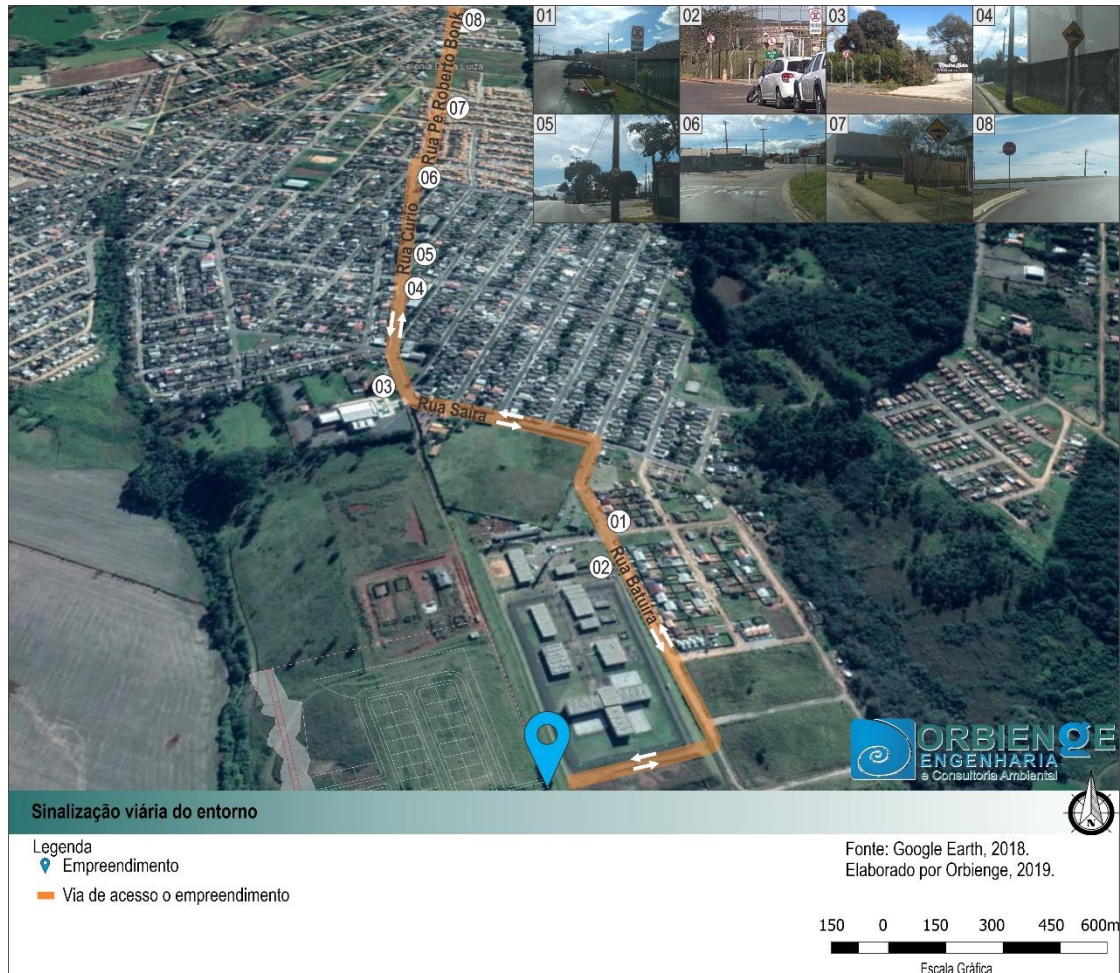 01
02
03
04
05
06
07
08
08
07
06
05
04
03
01
02
Rua Pe Roberto Bonk
Rua Curió
Rua Saíra
Rua Batuíra
ORBIENGE
ENGENHARIA
e Consultoria Ambiental
N
Sinalização viária do entorno
Legenda
Empreendimento
Via de acesso o empreendimento
Fonte: Google Earth, 2018.
Elaborado por Orbienge, 2019.
150 0 150 300 450 600m
Escala Gráfica